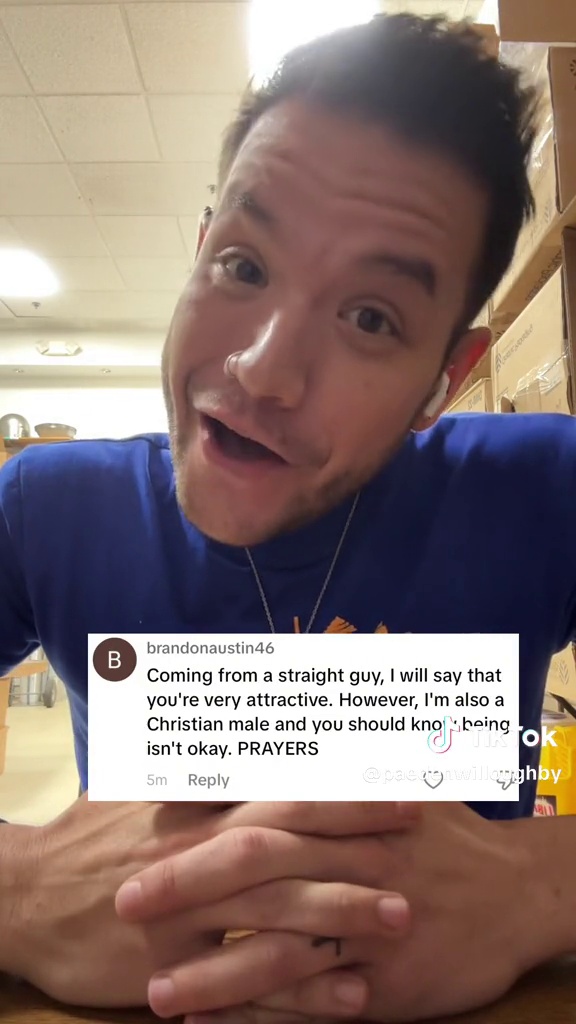 B
brandonaustin46
Coming from a straight guy, I will say that
you're very attractive. However, I'm also a
Christian male and you should know being
isn't okay. PRAYERS
5m Reply
TikTok